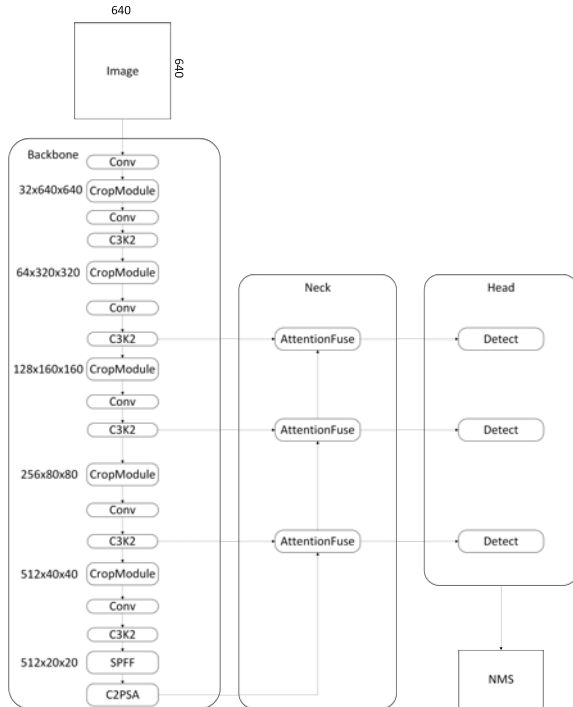 640
Image
640
Backbone
Conv
32x640x640
CropModule
Conv
C3K2
64x320x320
CropModule
Conv
C3K2
128x160x160
CropModule
Conv
C3K2
256x80x80
CropModule
Conv
C3K2
512x40x40
CropModule
Conv
C3K2
512x20x20
SPFF
C2PSA
Neck
AttentionFuse
AttentionFuse
AttentionFuse
Head
Detect
Detect
Detect
NMS